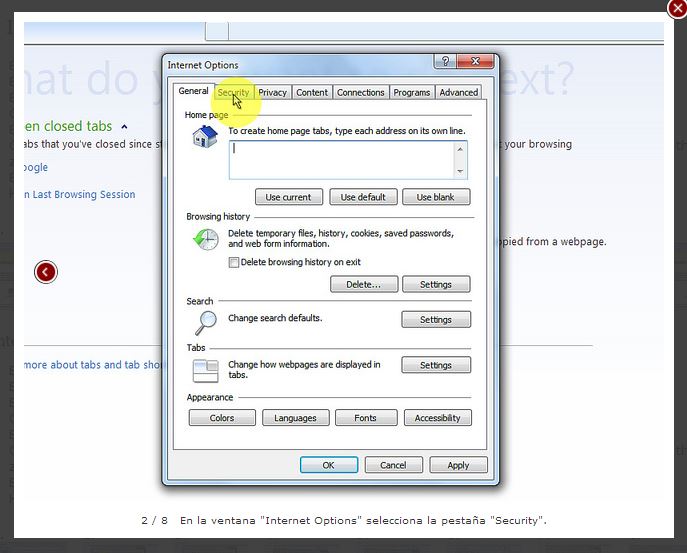 hat do y ext?
Internet Options
General Security Privacy Content Connections Programs Advanced
Home page
en closed tabs
To create home page tabs, type each address on its own line.
abs that you've closed since st
t your browsing
ogle
Use current Use default Use blank
n Last Browsing Session
Browsing history
Delete temporary files, history, cookies, saved passwords,
and web form information.
opied from a webpage.
Delete browsing history on exit
Delete... Settings
Search
Change search defaults.
Settings
Tabs
Change how webpages are displayed in
tabs.
Settings
more about tabs and tab shor
Appearance
Colors Languages Fonts Accessibility
OK Cancel Apply
2 / 8 En la ventana "Internet Options" selecciona la pestaña "Security".